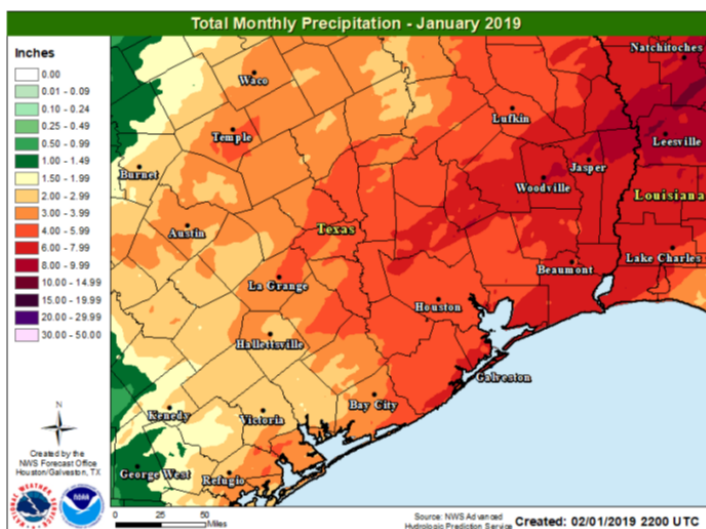 Total Monthly Precipitation - January 2019
Inches
0.00
0.01 - 0.09
0.10 - 0.24
0.25 - 0.49
0.50 - 0.99
1.00 - 1.49
1.50 - 1.99
2.00 - 2.99
3.00 - 3.99
4.00 - 5.99
6.00 - 7.99
8.00 - 9.99
10.00 - 14.99
15.00 - 19.99
20.00 - 29.99
30.00 - 50.00
Natchitoches
Waco
Lufkin
Temple
Leesville
Burnet
Jasper
Woodville
Louisiana
Austin
Texas
Lake Charles
Beaumont
La Grange
Houston
Hallettsville
Galveston
Bay City
Kenedy
Victoria
George West
Refugio
N
Created by the
NWS Forecast Office
Houston/Galveston, TX
NATIONAL WEATHER SERVICE
NOAA
0
50
Miles
Source: NWS Advanced
Hydrologic Prediction Service
Created: 02/01/2019 2200 UTC